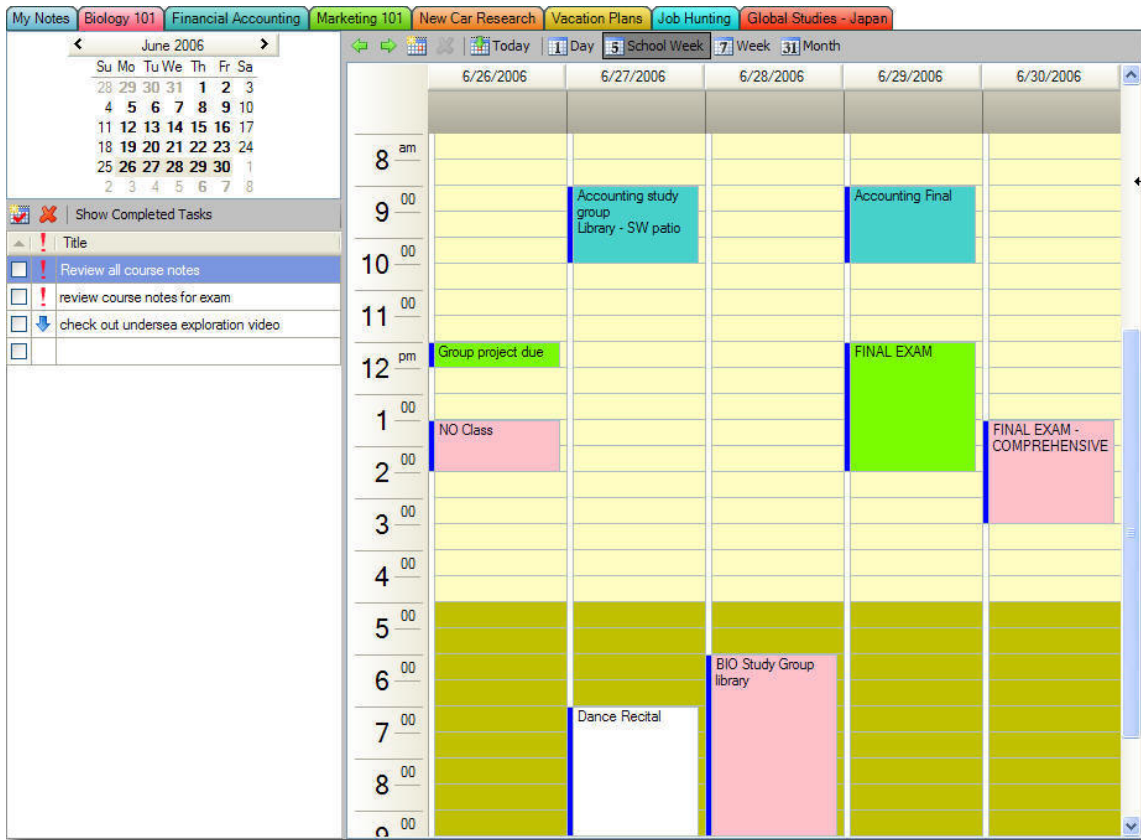 My Notes Biology 101 Financial Accounting Marketing 101 New Car Research Vacation Plans Job Hunting Global Studies - Japan
June 2006
Su Mo Tu We Th Fr Sa
28 29 30 31 1 2 3
4 5 6 7 8 9 10
11 12 13 14 15 16 17
18 19 20 21 22 23 24
25 26 27 28 29 30 1
2 3 4 5 6 7 8
Show Completed Tasks
! Title
! Review all course notes
! review course notes for exam
check out undersea exploration video
Today 1 Day 5 School Week 7 Week 31 Month
6/26/2006 6/27/2006 6/28/2006 6/29/2006 6/30/2006
8 am
9 00
Accounting study
group
Library - SW patio
Accounting Final
10 00
11 00
12 pm
Group project due
FINAL EXAM
1 00
NO Class
FINAL EXAM -
COMPREHENSIVE
2 00
3 00
4 00
5 00
6 00
BIO Study Group
library
7 00
Dance Recital
8 00
9 00